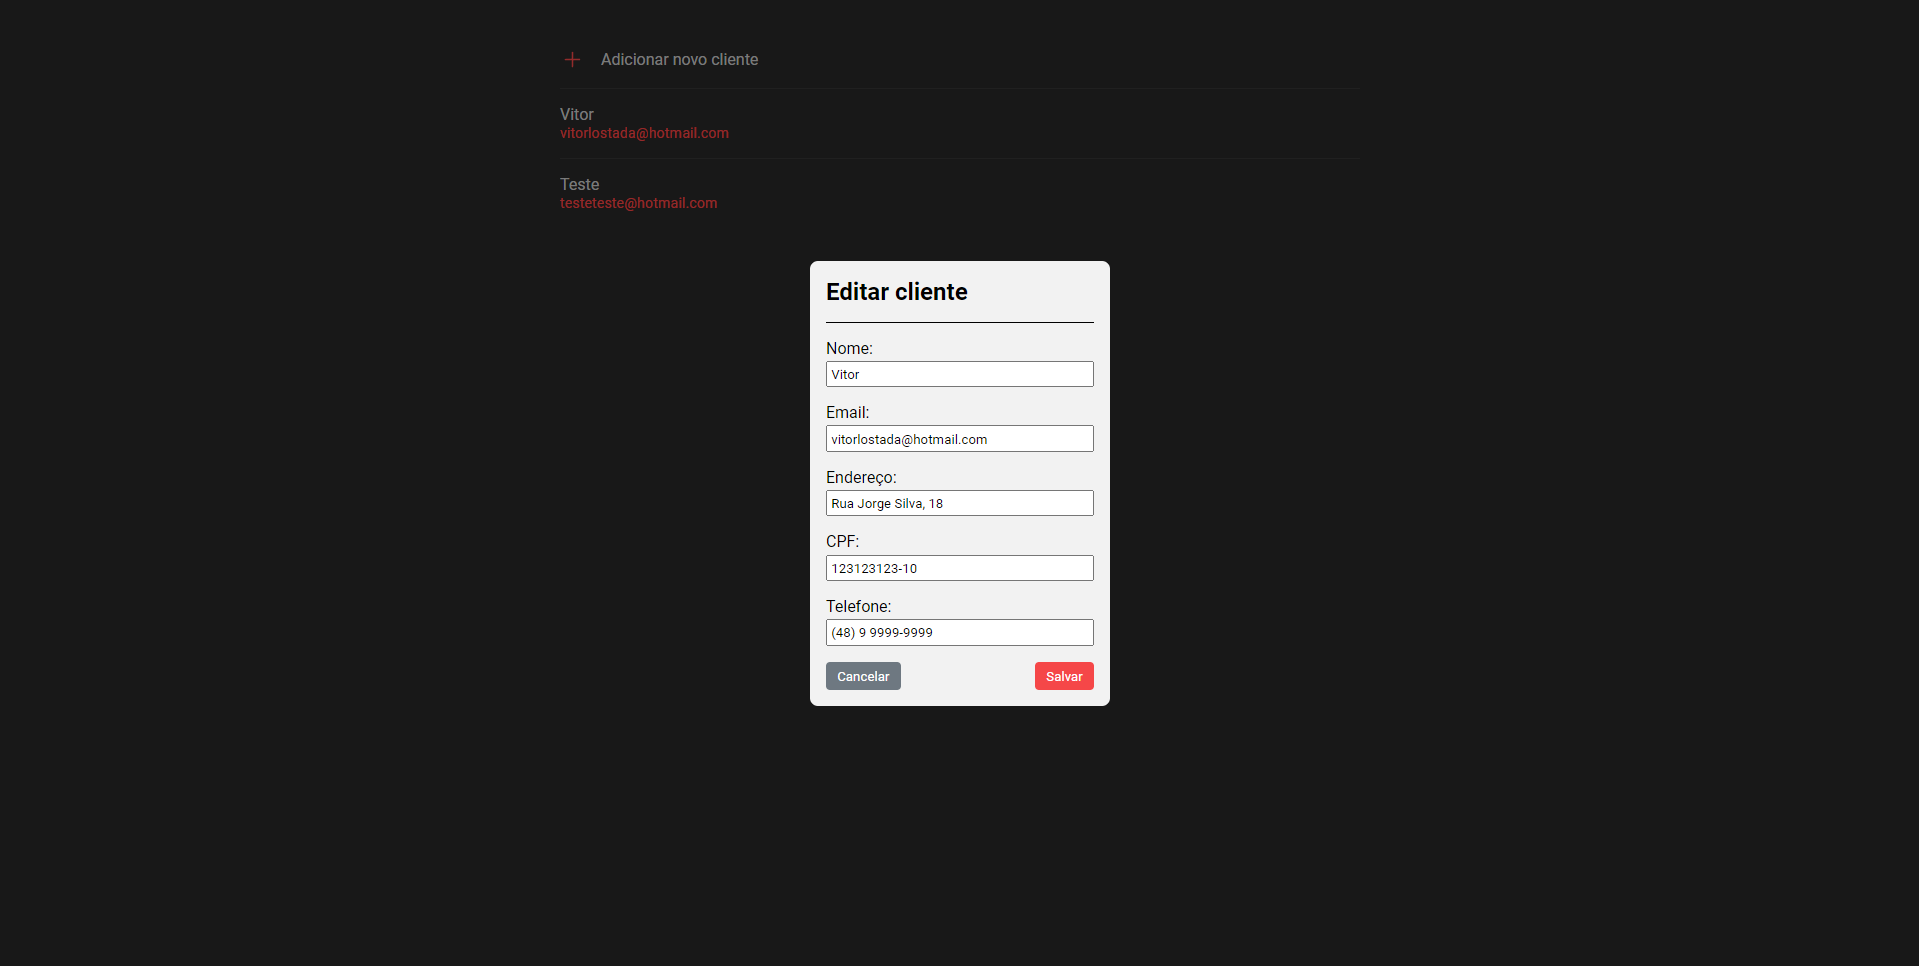 Adicionar novo cliente
Vitor
vitorlostada@hotmail.com
Teste
testeteste@hotmail.com
Editar cliente
Nome:
Vitor
Email:
vitorlostada@hotmail.com
Endereço:
Rua Jorge Silva, 18
CPF:
123123123-10
Telefone:
(48) 9 9999-9999
Cancelar
Salvar